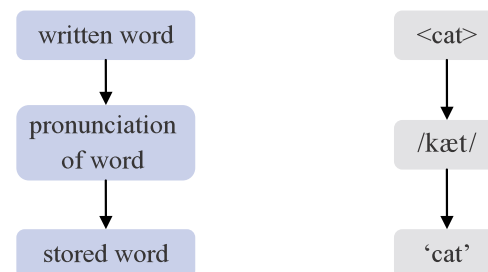 written word
<cat>
pronunciation
of word
/kæt/
stored word
‘cat’